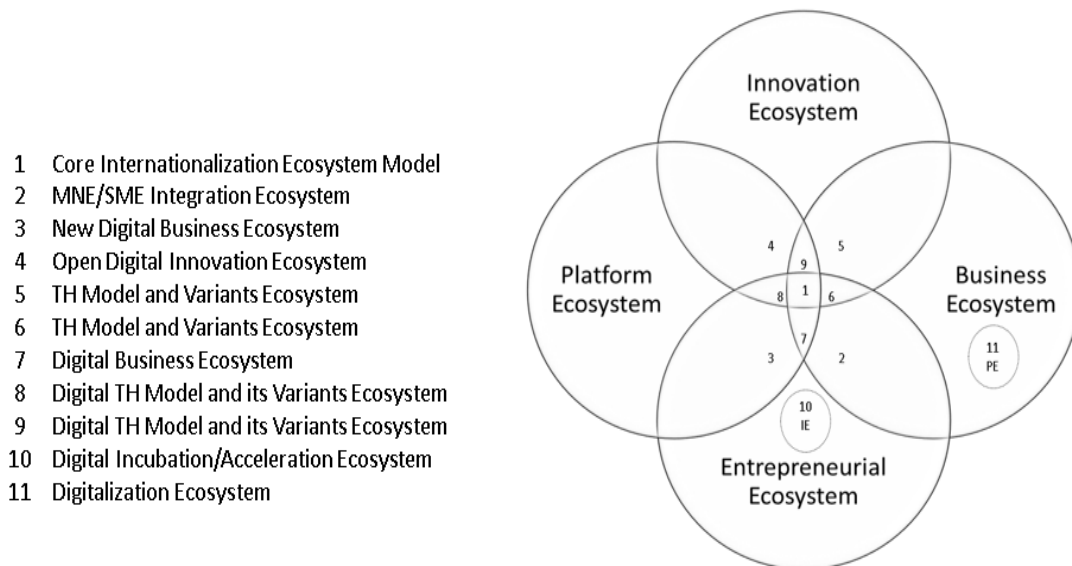 1 Core Internationalization Ecosystem Model
2 MNE/SME Integration Ecosystem
3 New Digital Business Ecosystem
4 Open Digital Innovation Ecosystem
5 TH Model and Variants Ecosystem
6 TH Model and Variants Ecosystem
7 Digital Business Ecosystem
8 Digital TH Model and its Variants Ecosystem
9 Digital TH Model and its Variants Ecosystem
10 Digital Incubation/Acceleration Ecosystem
11 Digitalization Ecosystem
Innovation
Ecosystem
Platform
Ecosystem
Business
Ecosystem
Entrepreneurial
Ecosystem
4
5
9
8
1
6
7
3
2
11
PE
10
IE